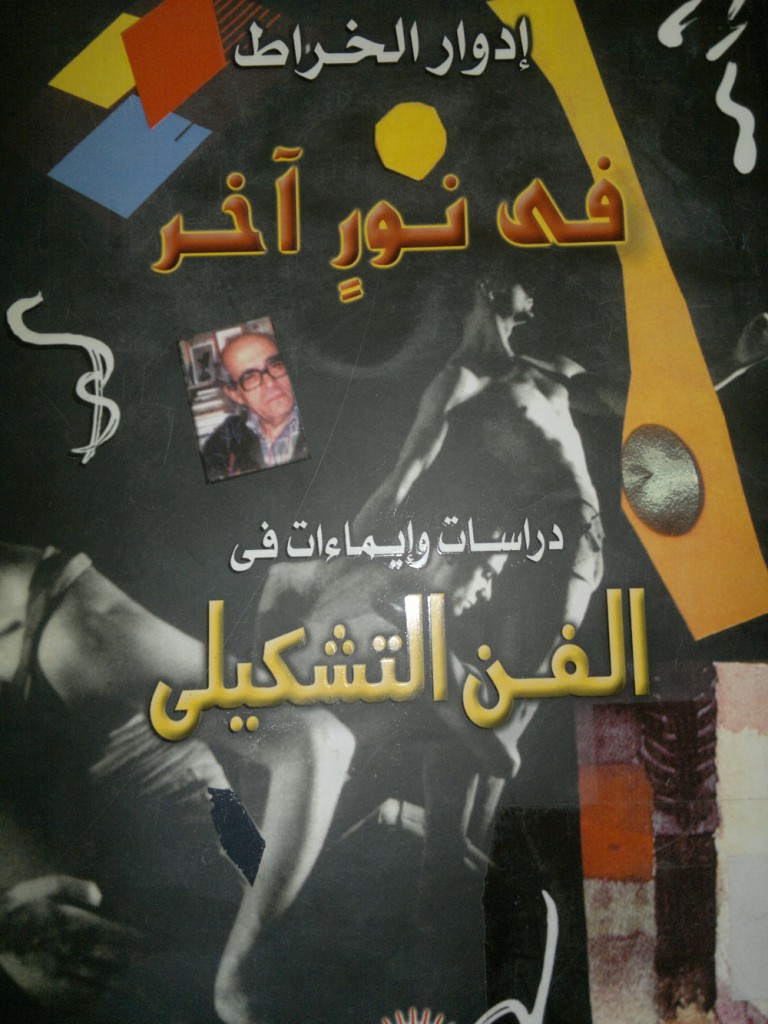 إدوار الخراط
فى نورٍ آخر
دراسات وإيماءات فى
الفن التشكيلى